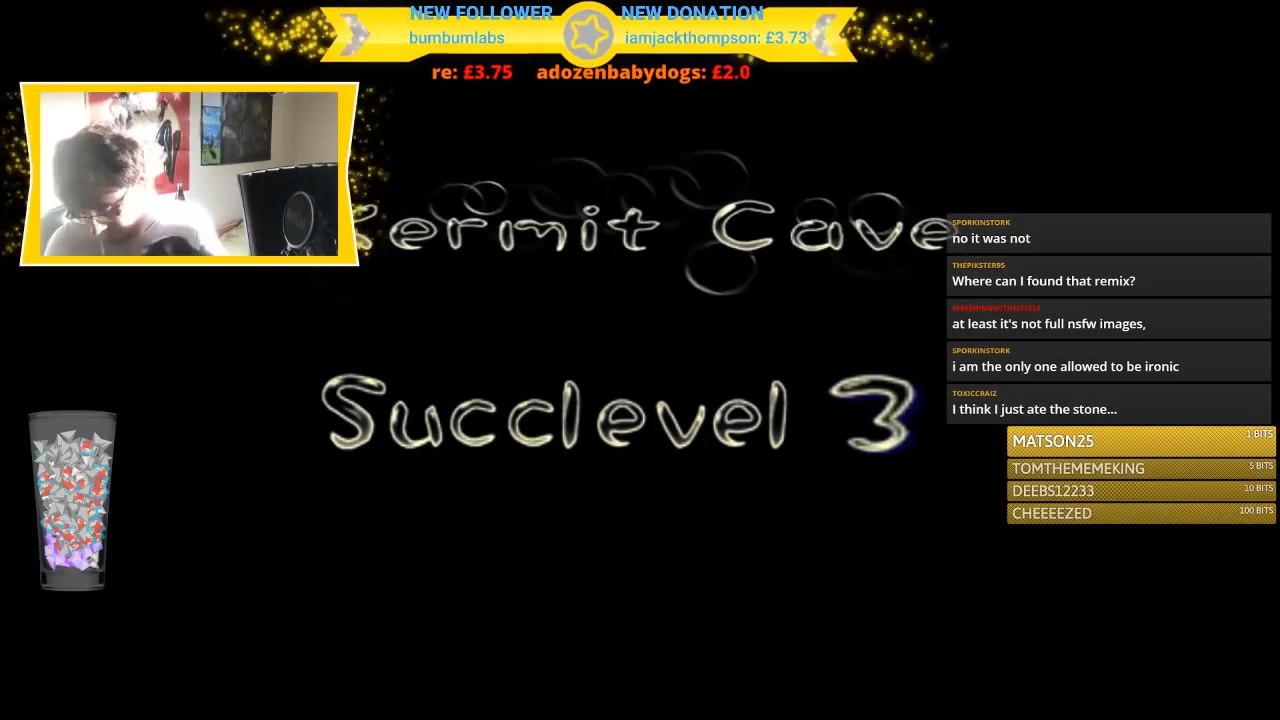 NEW FOLLOWER
bumbumlabs
NEW DONATION
iamjackthompson: £3.73
re: £3.75 adozenbabydogs: £2.0
Kermit Cave
Succlevel 3
SPORKINSTORK
no it was not
THEPIKSTER95
Where can I found that remix?
SMASHINGWITHMYSELF
at least it's not full nsfw images,
SPORKINSTORK
i am the only one allowed to be ironic
TOXICCRAIZ
I think I just ate the stone...
MATSON25 1 BITS
TOMTHEMEMEKING 5 BITS
DEEBS12233 10 BITS
CHEEEZED 100 BITS